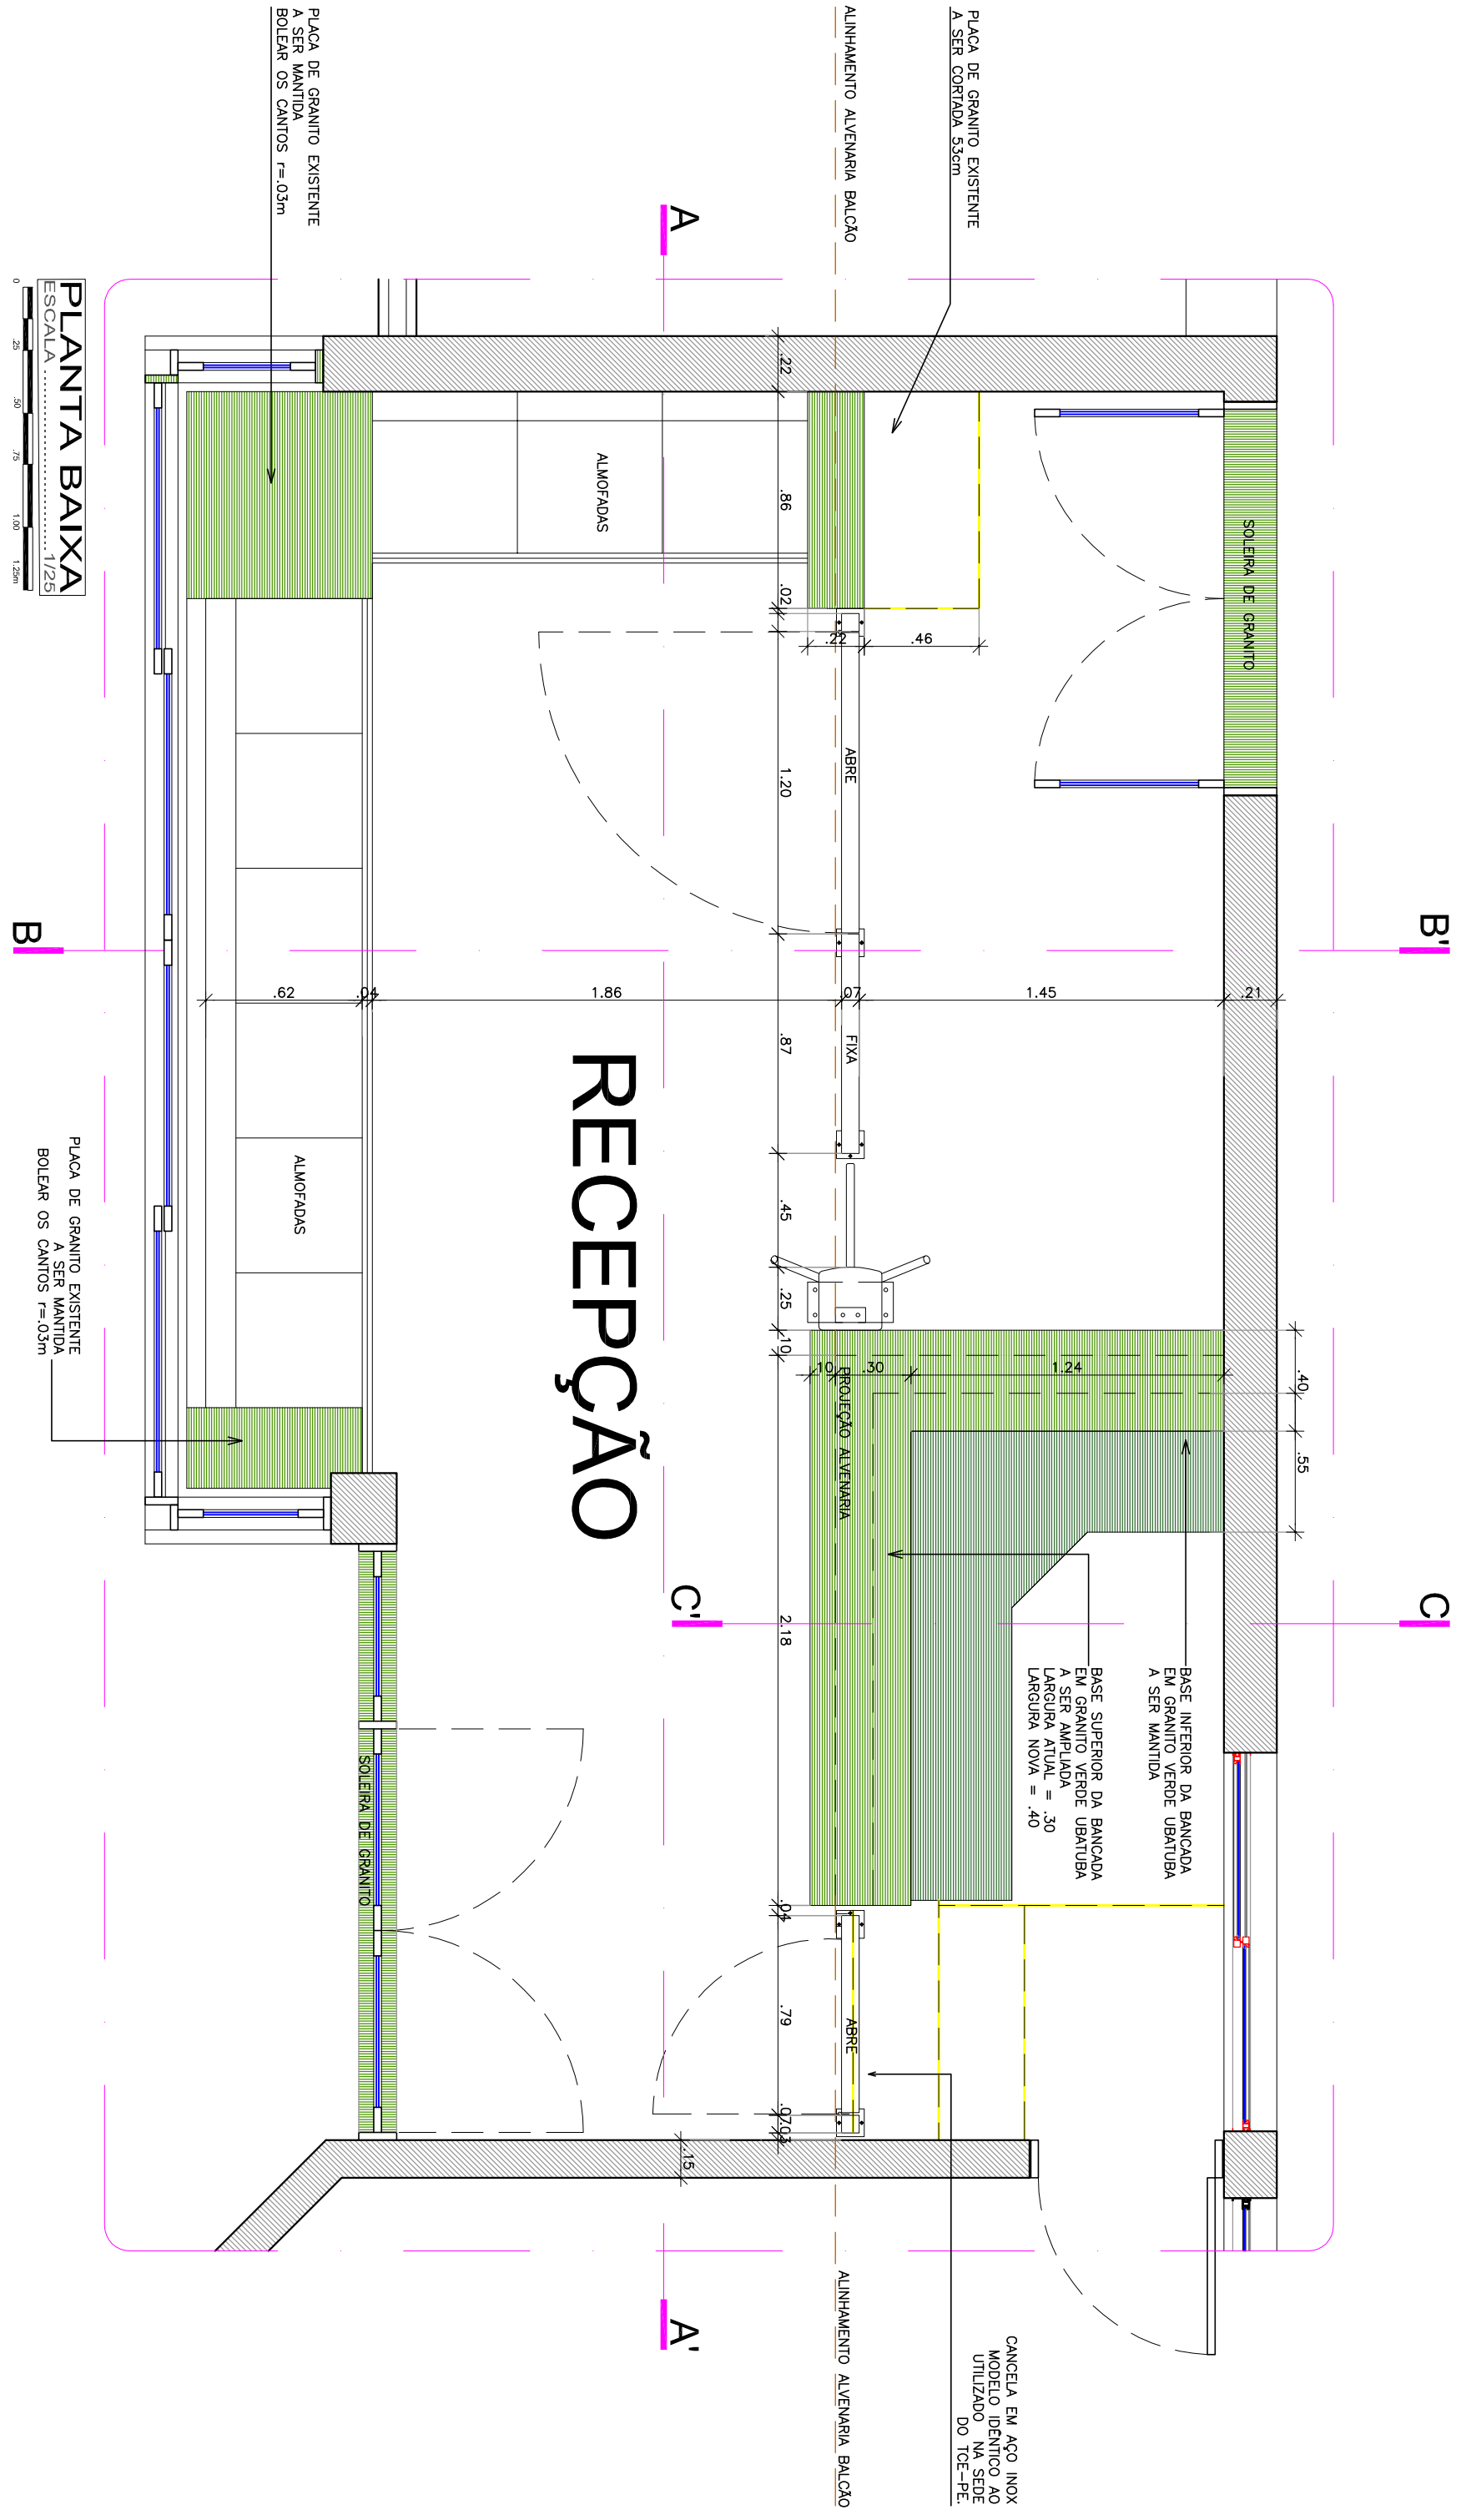 PLACA DE GRANITO EXISTENTE
A SER CORTADA 53cm
ALINHAMENTO ALVENARIA BALCÃO
PLACA DE GRANITO EXISTENTE
A SER MANTIDA
BOLEAR OS CANTOS r=.03m
A
B'
C
SOLEIRA DE GRANITO
.21
.40
.55
1.45
1.24
BASE INFERIOR DA BANCADA
EM GRANITO VERDE UBATUBA
A SER MANTIDA
BASE SUPERIOR DA BANCADA
EM GRANITO VERDE UBATUBA
A SER AMPLIADA
LARGURA ATUAL = .30
LARGURA NOVA = .40
CANCELA EM AÇO INOX
MODELO IDÊNTICO AO
UTILIZADO NA SEDE
DO TCE-PE.
.46
.22
ABRE
.07
FIXA
.30
.10
PROJEÇÃO ALVENARIA
ABRE
ALINHAMENTO ALVENARIA BALCÃO
.22
.86
.02
1.20
.87
.45
.25
.10
2.18
.04
.79
.07
.03
.15
C'
A'
ALMOFADAS
1.86
RECEPÇÃO
.04
.62
ALMOFADAS
SOLEIRA DE GRANITO
PLACA DE GRANITO EXISTENTE
A SER MANTIDA
BOLEAR OS CANTOS r=.03m
B
PLANTA BAIXA
ESCALA ........................ 1/25
0 .25 .50 .75 1.00 1.25m